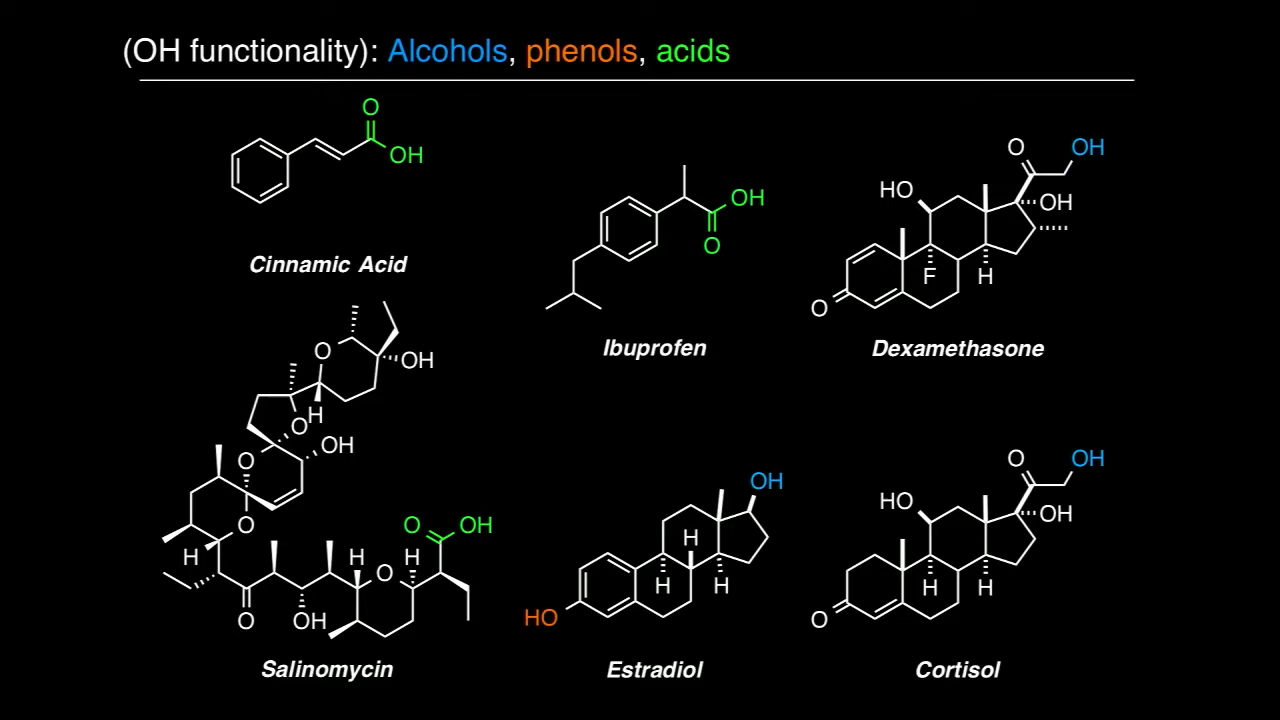 (OH functionality): Alcohols, phenols, acids
O
OH
Cinnamic Acid
OH
O
Ibuprofen
O
OH
HO
OH
F
H
O
Dexamethasone
O
OH
H
O
OH
O
O
H
O
OH
H
H
O
O
OH
Salinomycin
OH
H
H
H
HO
Estradiol
O
OH
HO
OH
H
H
O
Cortisol